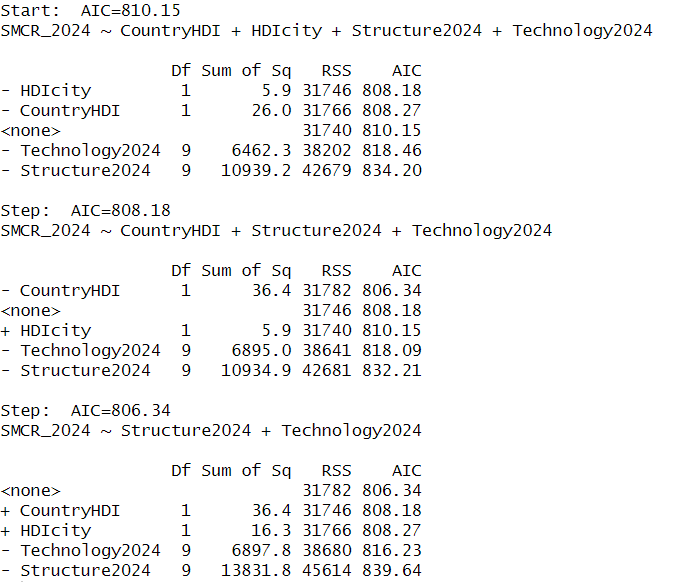 Start:  AIC=810.15
SMCR_2024 ~ CountryHDI + HDIcity + Structure2024 + Technology2024

                 Df Sum of Sq   RSS    AIC
- HDIcity         1       5.9 31746 808.18
- CountryHDI      1      26.0 31766 808.27
<none>                        31740 810.15
- Technology2024  9    6462.3 38202 818.46
- Structure2024   9   10939.2 42679 834.20

Step:  AIC=808.18
SMCR_2024 ~ CountryHDI + Structure2024 + Technology2024

                 Df Sum of Sq   RSS    AIC
- CountryHDI      1      36.4 31782 806.34
<none>                        31746 808.18
+ HDIcity         1       5.9 31740 810.15
- Technology2024  9    6895.0 38641 818.09
- Structure2024   9   10934.9 42681 832.21

Step:  AIC=806.34
SMCR_2024 ~ Structure2024 + Technology2024

                 Df Sum of Sq   RSS    AIC
<none>                        31782 806.34
+ CountryHDI      1      36.4 31746 808.18
+ HDIcity         1      16.3 31766 808.27
- Technology2024  9    6897.8 38680 816.23
- Structure2024   9   13831.8 45614 839.64